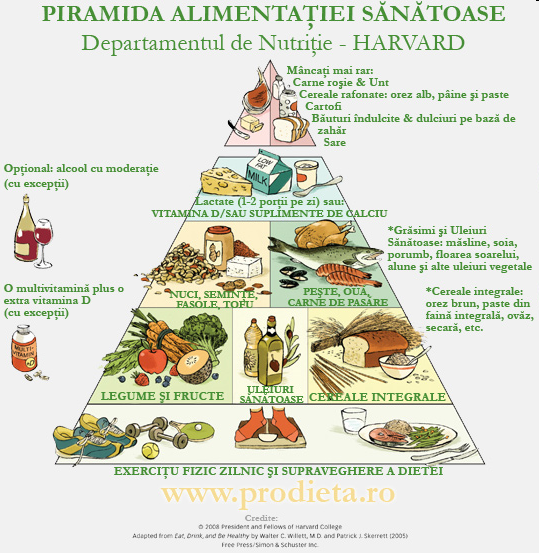 PIRAMIDA ALIMENTAȚIEI SĂNĂTOASE
Departamentul de Nutriție - HARVARD
Mâncați mai rar:
Carne roșie & Unt
Cereale rafonate: orez alb, pâine și paste
Cartofi
Băuturi îndulcite & dulciuri pe bază de
zahăr
Sare
Opțional: alcool cu moderație
(cu excepții)
LOW
FAT
MILK
Lactate (1-2 porții pe zi) sau:
VITAMINA D/SAU SUPLIMENTE DE CALCIU
*Grăsimi și Uleiuri
Sănătoase: măsline, soia,
porumb, floarea soarelui,
alune și alte uleiuri vegetale
O multivitamină plus o
extra vitamina D
(cu excepții)
MULTI-
VITAMIN
+D
NUCI, SEMINȚE,
FASOLE, TOFU
PEȘTE, OUĂ,
CARNE DE PASĂRE
*Cereale integrale:
orez brun, paste din
faină integrală, ovăz,
secară, etc.
LEGUME ȘI FRUCTE
ULEIURI
SĂNĂTOASE
CEREALE INTEGRALE
EXERCIȚU FIZIC ZILNIC ȘI SUPRAVEGHERE A DIETEI
www.prodieta.ro
Credite:
© 2008 President and Fellows of Harvard College
Adapted from Eat, Drink, and Be Healthy by Walter C. Willett, M.D. and Patrick J. Skerrett (2005)
Free Press/Simon & Schuster Inc.